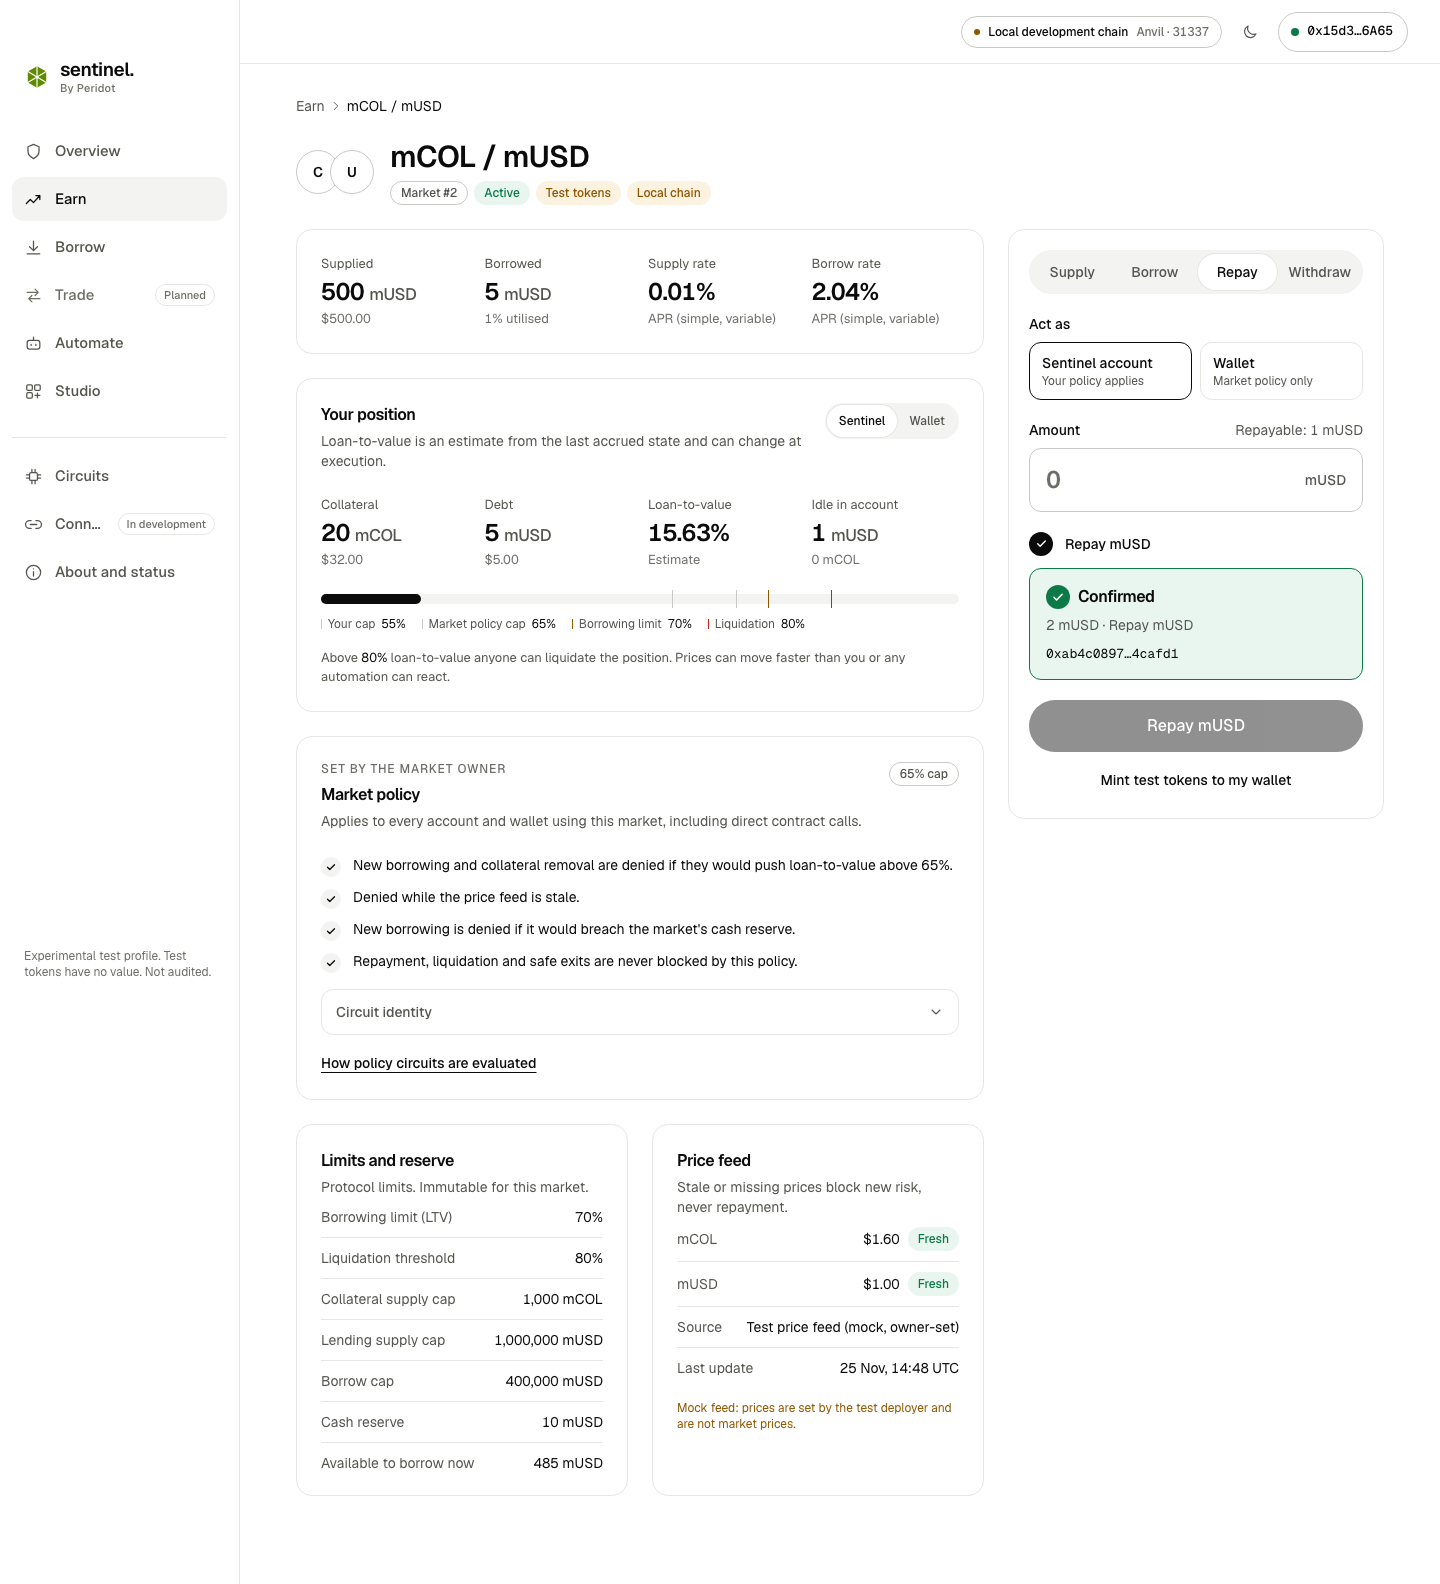 Local development chain Anvil · 31337
0x15d3…6A65
sentinel.
By Peridot
Overview
Earn
Borrow
Trade Planned
Automate
Studio
Circuits
Conn… In development
About and status
Experimental test profile. Test
tokens have no value. Not audited.
Earn > mCOL / mUSD
C U
mCOL / mUSD
Market #2 Active Test tokens Local chain
Supplied
500 mUSD
$500.00
Borrowed
5 mUSD
1% utilised
Supply rate
0.01%
APR (simple, variable)
Borrow rate
2.04%
APR (simple, variable)
Your position
Sentinel Wallet
Loan-to-value is an estimate from the last accrued state and can change at
execution.
Collateral
20 mCOL
$32.00
Debt
5 mUSD
$5.00
Loan-to-value
15.63%
Estimate
Idle in account
1 mUSD
0 mCOL
Your cap 55% Market policy cap 65% Borrowing limit 70% Liquidation 80%
Above 80% loan-to-value anyone can liquidate the position. Prices can move faster than you or any
automation can react.
SET BY THE MARKET OWNER
65% cap
Market policy
Applies to every account and wallet using this market, including direct contract calls.
New borrowing and collateral removal are denied if they would push loan-to-value above 65%.
Denied while the price feed is stale.
New borrowing is denied if it would breach the market's cash reserve.
Repayment, liquidation and safe exits are never blocked by this policy.
Circuit identity
How policy circuits are evaluated
Limits and reserve
Protocol limits. Immutable for this market.
Borrowing limit (LTV) 70%
Liquidation threshold 80%
Collateral supply cap 1,000 mCOL
Lending supply cap 1,000,000 mUSD
Borrow cap 400,000 mUSD
Cash reserve 10 mUSD
Available to borrow now 485 mUSD
Price feed
Stale or missing prices block new risk,
never repayment.
mCOL $1.60 Fresh
mUSD $1.00 Fresh
Source Test price feed (mock, owner-set)
Last update 25 Nov, 14:48 UTC
Mock feed: prices are set by the test deployer and
are not market prices.
Supply Borrow Repay Withdraw
Act as
Sentinel account
Your policy applies
Wallet
Market policy only
Amount Repayable: 1 mUSD
0 mUSD
Repay mUSD
Confirmed
2 mUSD · Repay mUSD
0xab4c0897…4cafd1
Repay mUSD
Mint test tokens to my wallet